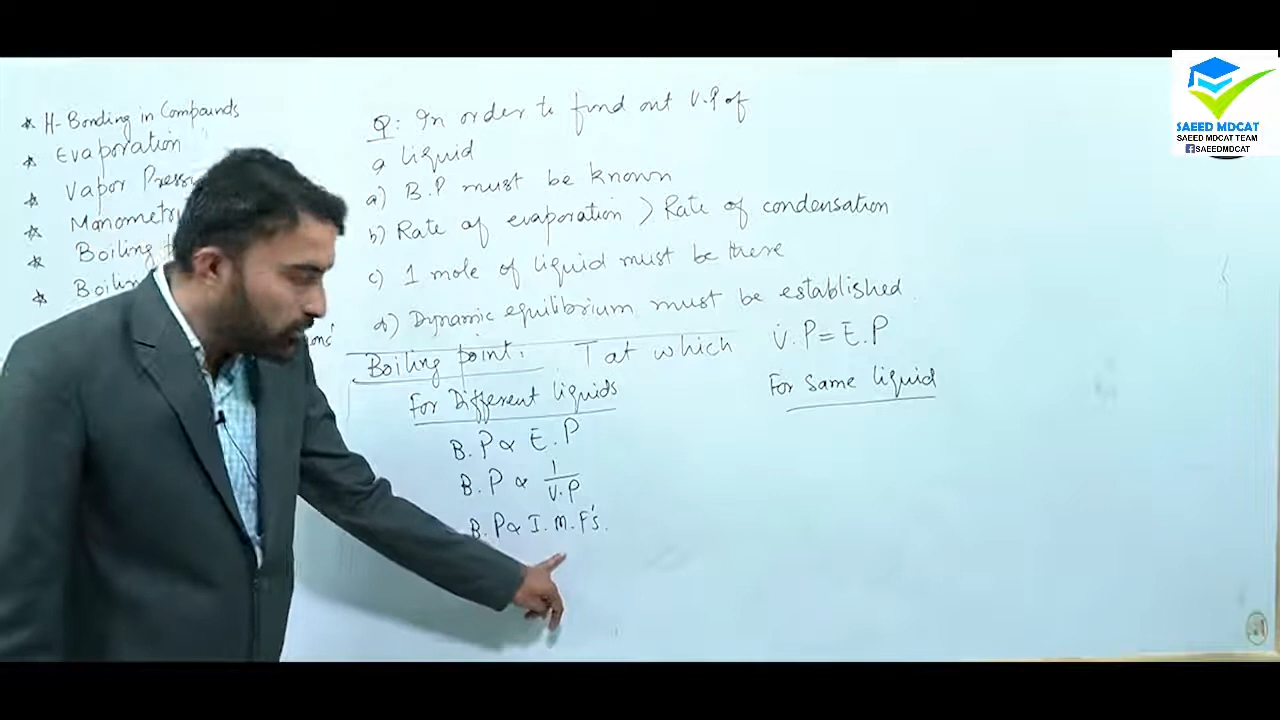 * H-Bonding in Compounds
* Evaporation
* Vapor
* Manometri
* Boiling
* Boilin
Q: In order to find out V.P of
a liquid
a) B.P must be known
b) Rate of evaporation > Rate of condensation
c) 1 mole of liquid must be there
d) Dynamic equilibrium must be established.
Boiling point: T at which V.P = E.P
For Different liquids
B.P ∝ E.P
B.P ∝ 1/V.P
B.P ∝ I.M.F's.
For Same liquid
SAEED MDCAT
SAEED MDCAT TEAM
SAEEDMDCAT